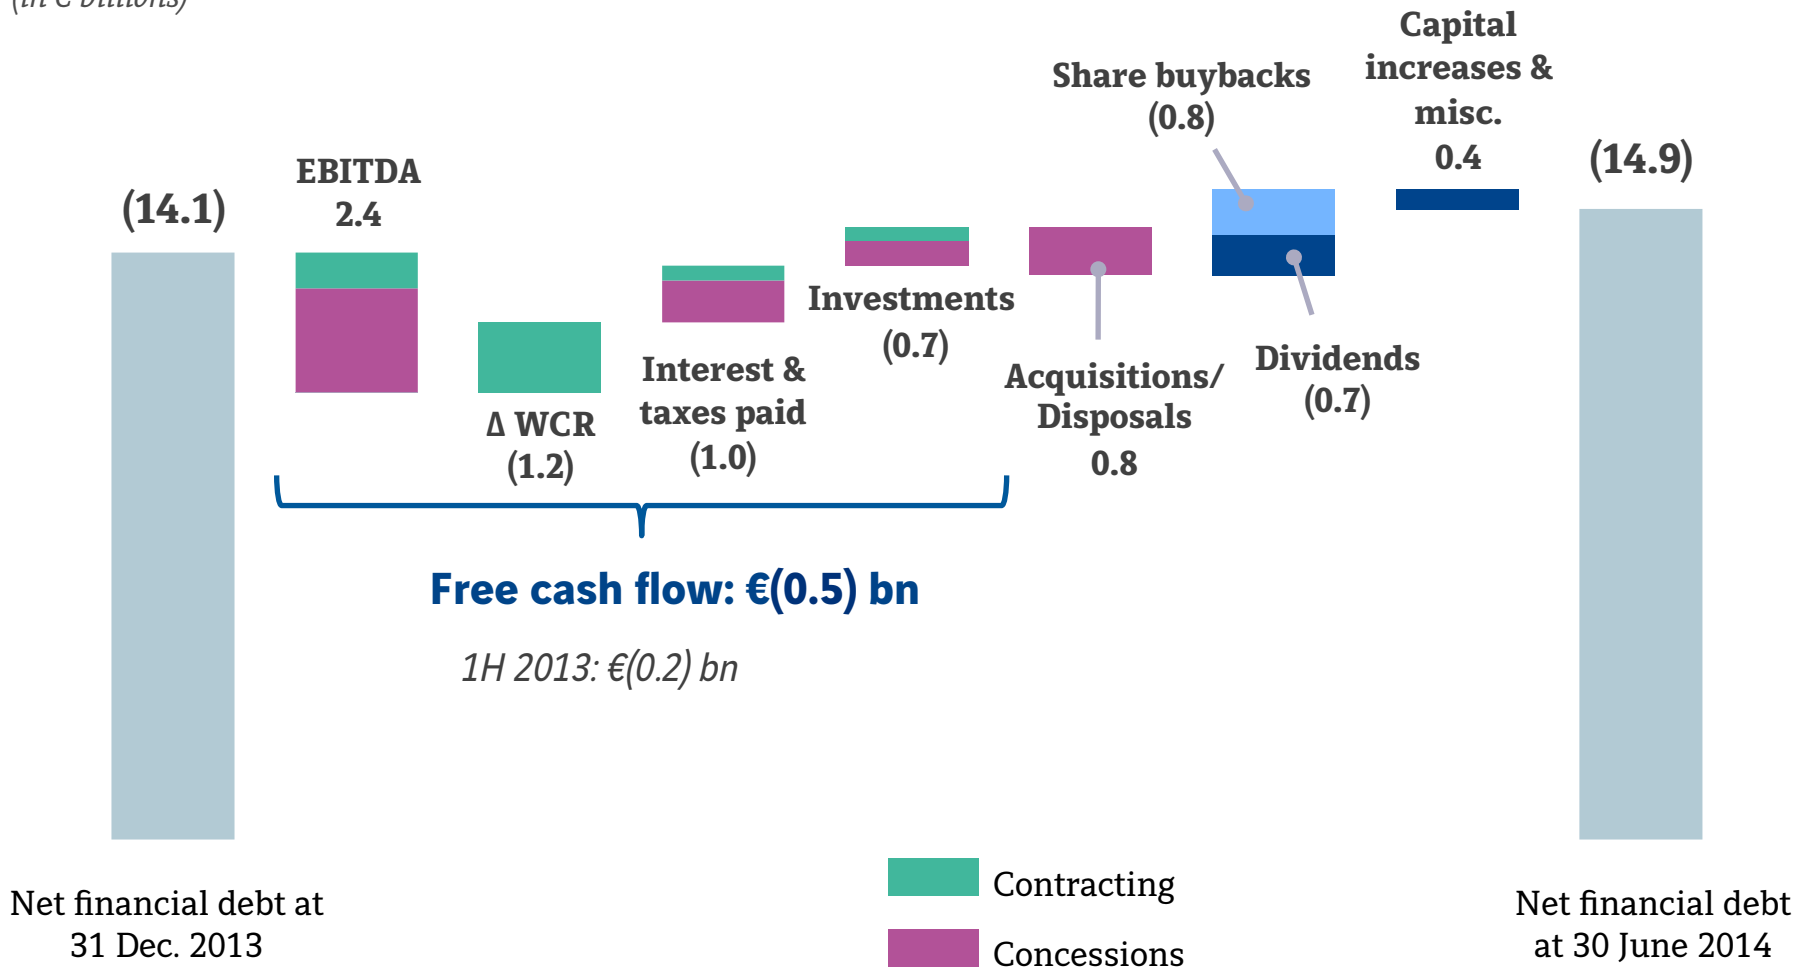 (in € billions)
(14.1)
EBITDA
2.4
Δ WCR
(1.2)
Interest &
taxes paid
(1.0)
Investments
(0.7)
Acquisitions/
Disposals
0.8
Share buybacks
(0.8)
Dividends
(0.7)
Capital
increases &
misc.
0.4
(14.9)
Free cash flow: €(0.5) bn
1H 2013: €(0.2) bn
Net financial debt at
31 Dec. 2013
Contracting
Concessions
Net financial debt
at 30 June 2014